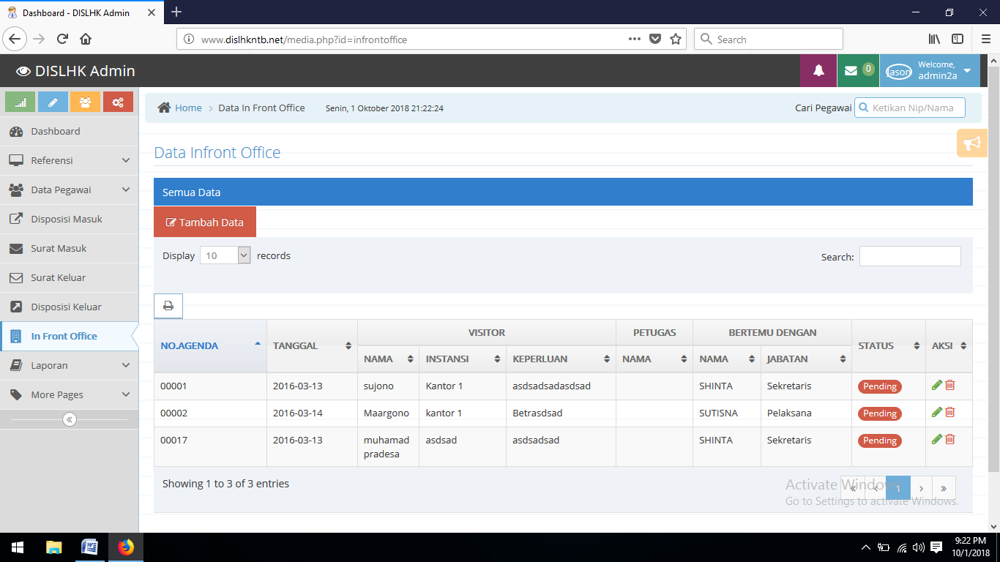 Dashboard - DISLHK Admin
www.dislhkntb.net/media.php?id=infrontoffice
Search
DISLHK Admin
0
Jason
Welcome,
admin2a
Home
Data In Front Office
Senin, 1 Oktober 2018 21:22:24
Cari Pegawai
Ketikan Nip/Nama
Dashboard
Referensi
Data Pegawai
Disposisi Masuk
Surat Masuk
Surat Keluar
Disposisi Keluar
In Front Office
Laporan
More Pages
Data Infront Office
Semua Data
Tambah Data
Display 10 records
Search:
VISITOR PETUGAS BERTEMU DENGAN
NO.AGENDA TANGGAL STATUS AKSI
NAMA INSTANSI KEPERLUAN NAMA NAMA JABATAN
00001 2016-03-13 sujono Kantor 1 asdsadsadasdsad SHINTA Sekretaris Pending
00002 2016-03-14 Maargono kantor 1 Betrasdsad SUTISNA Pelaksana Pending
00017 2016-03-13 muhamad asdsad asdsadsad SHINTA Sekretaris Pending
pradesa
Showing 1 to 3 of 3 entries
« ‹ 1 › »
Activate Windows
Go to Settings to activate Windows.
9:22 PM
10/1/2018